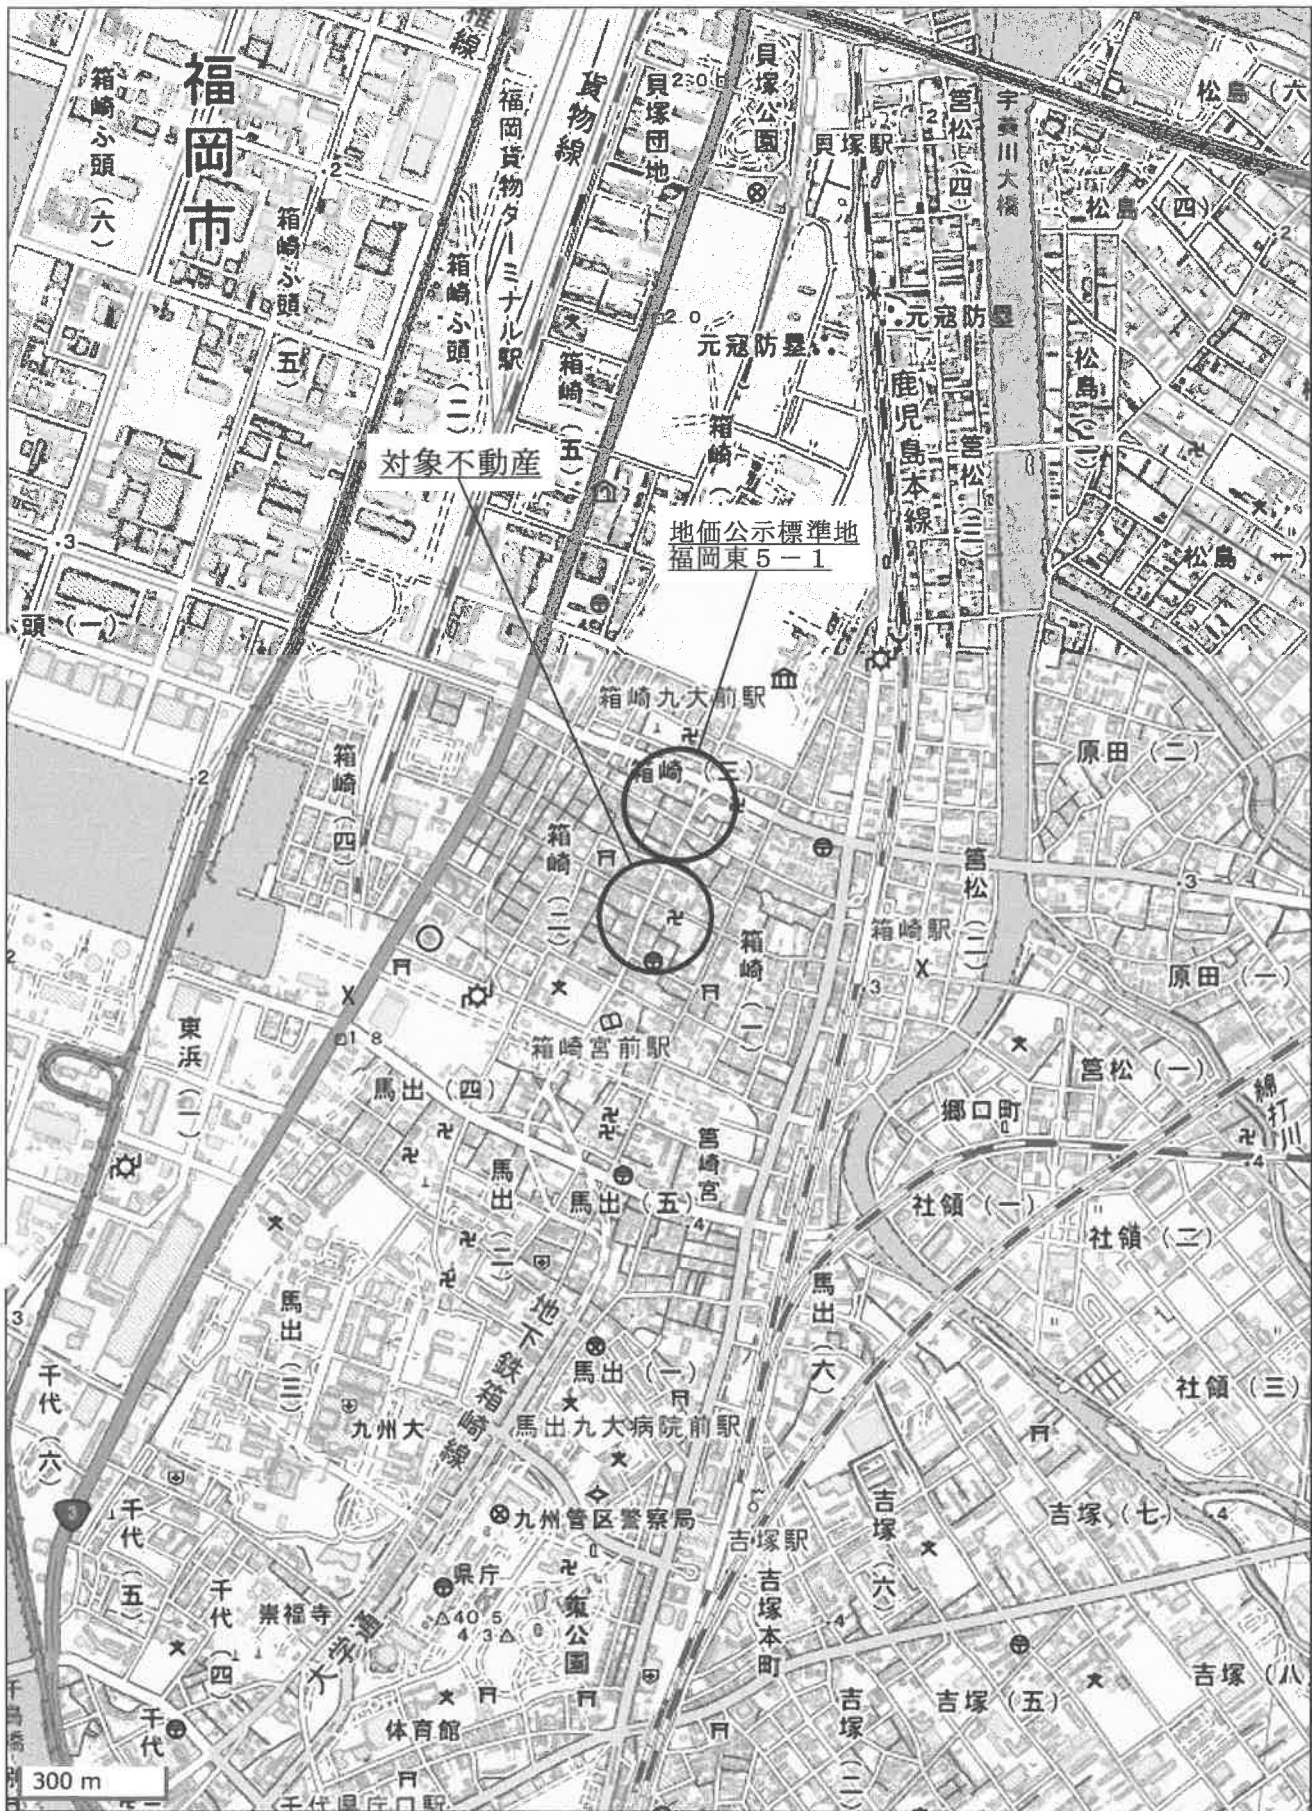 福岡市
箱崎ふ頭(六)
箱崎ふ頭(五)
福岡貨物ターミナル駅
貨物線
貝塚団地
貝塚公園
貝塚駅
筥松(四)
松島(六
松島(四)
箱崎ふ頭(二)
箱崎(五)
元寇防塁
元寇防塁
鹿児島本線
筥松(三)
松島(三)
松島(一)
対象不動産
地価公示標準地
福岡東5-1
頭(一)
箱崎九大前駅
箱崎(三)
箱崎(四)
箱崎(二)
箱崎(一)
箱崎駅
筥松(二)
原田(二)
原田(一)
東浜(一)
箱崎宮前駅
18
馬出(四)
筥松(一)
郷口町
綿打川
馬出(二)
馬出(五)
筥崎宮
社領(一)
社領(二)
社領(三)
馬出(三)
馬出(六)
地下鉄箱崎線
馬出(一)
九州大
馬出九大病院前駅
千代(六)
千代(五)
千代(四)
九州管区警察局
吉塚駅
吉塚(六)
吉塚(七)
県庁
崇福寺
大学通
東公園
吉塚本町
体育館
吉塚(二)
吉塚(五)
吉塚(八
千代
千代県庁口駅
300 m